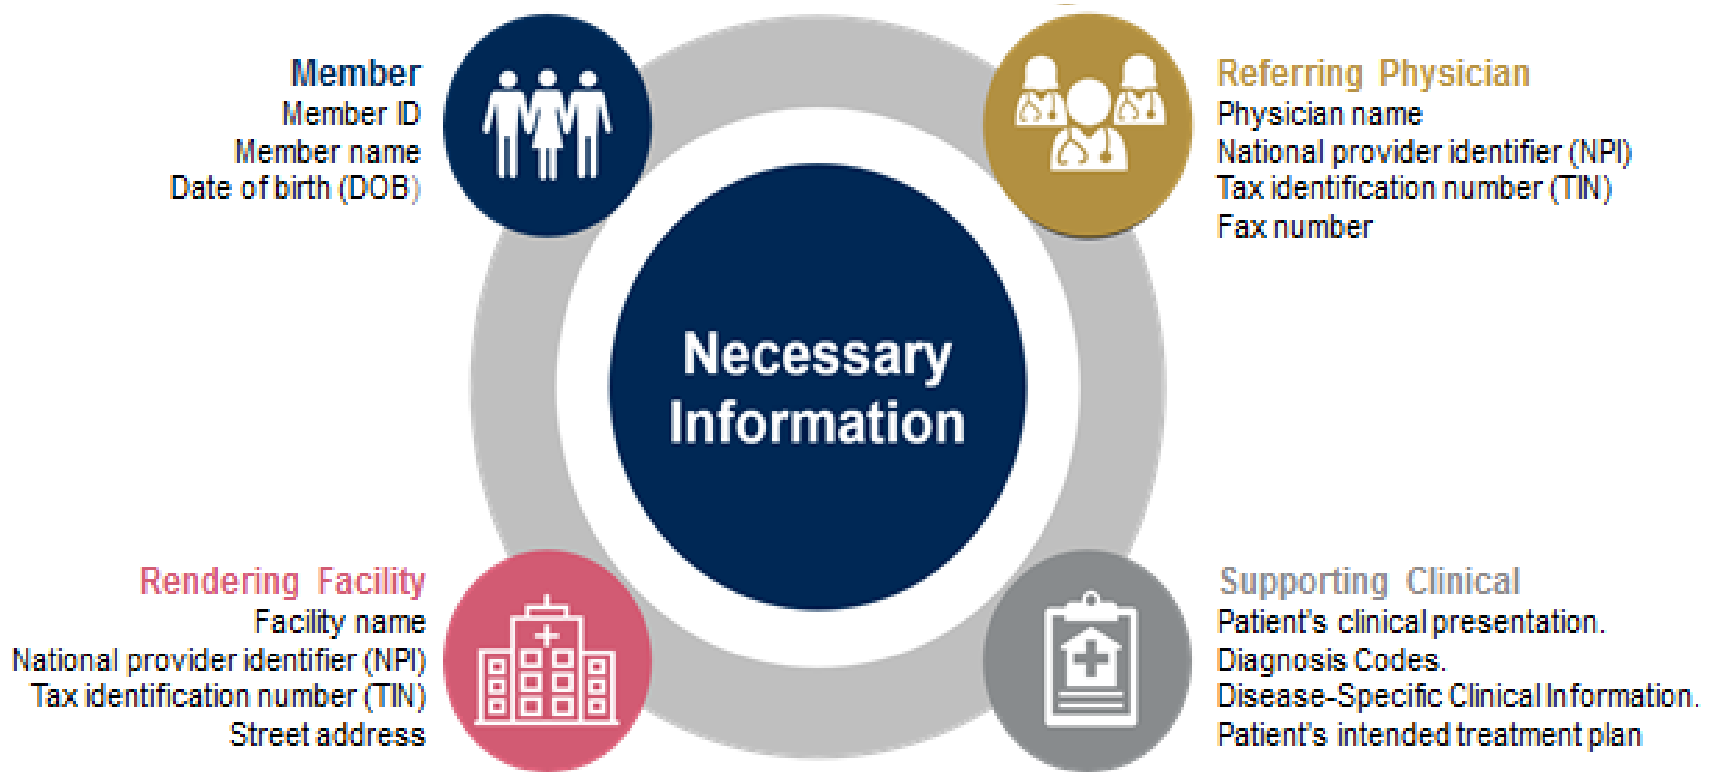 Member
Member ID
Member name
Date of birth (DOB)
Referring Physician
Physician name
National provider identifier (NPI)
Tax identification number (TIN)
Fax number
Necessary
Information
Rendering Facility
Facility name
National provider identifier (NPI)
Tax identification number (TIN)
Street address
Supporting Clinical
Patient's clinical presentation.
Diagnosis Codes.
Disease-Specific Clinical Information.
Patient's intended treatment plan